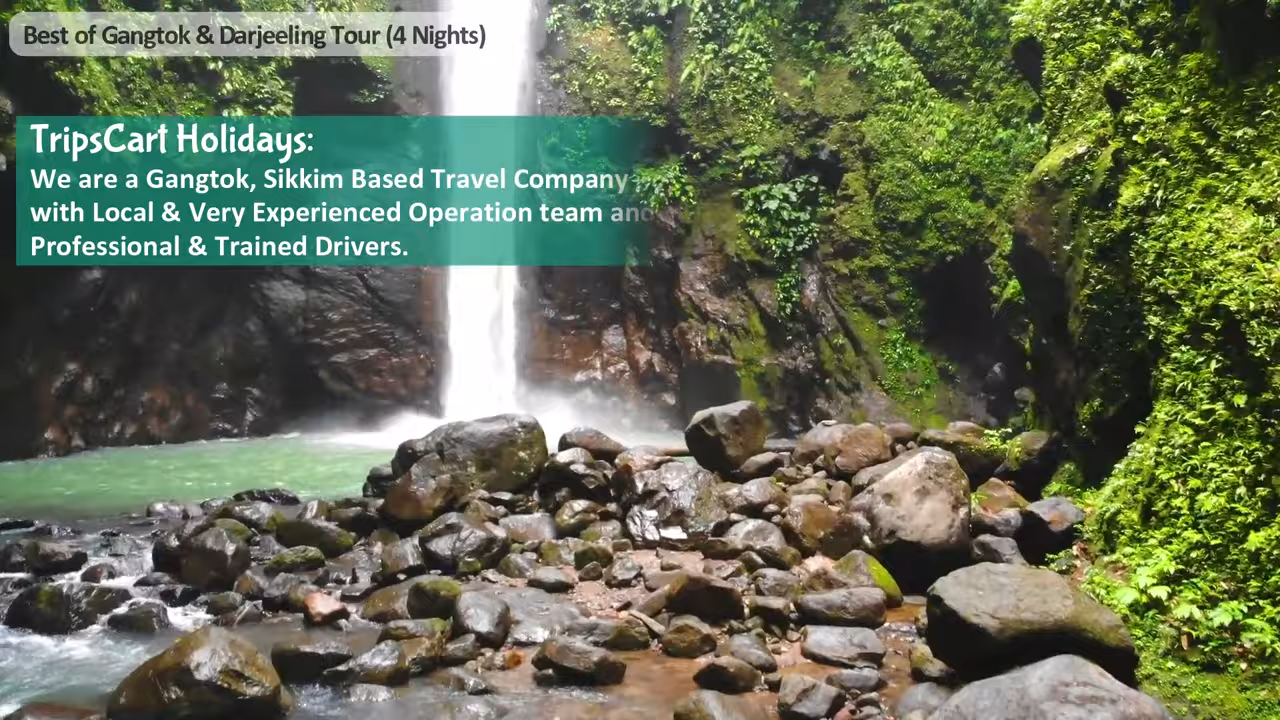 Best of Gangtok & Darjeeling Tour (4 Nights)
TripsCart Holidays:
We are a Gangtok, Sikkim Based Travel Company
with Local & Very Experienced Operation team and
Professional & Trained Drivers.